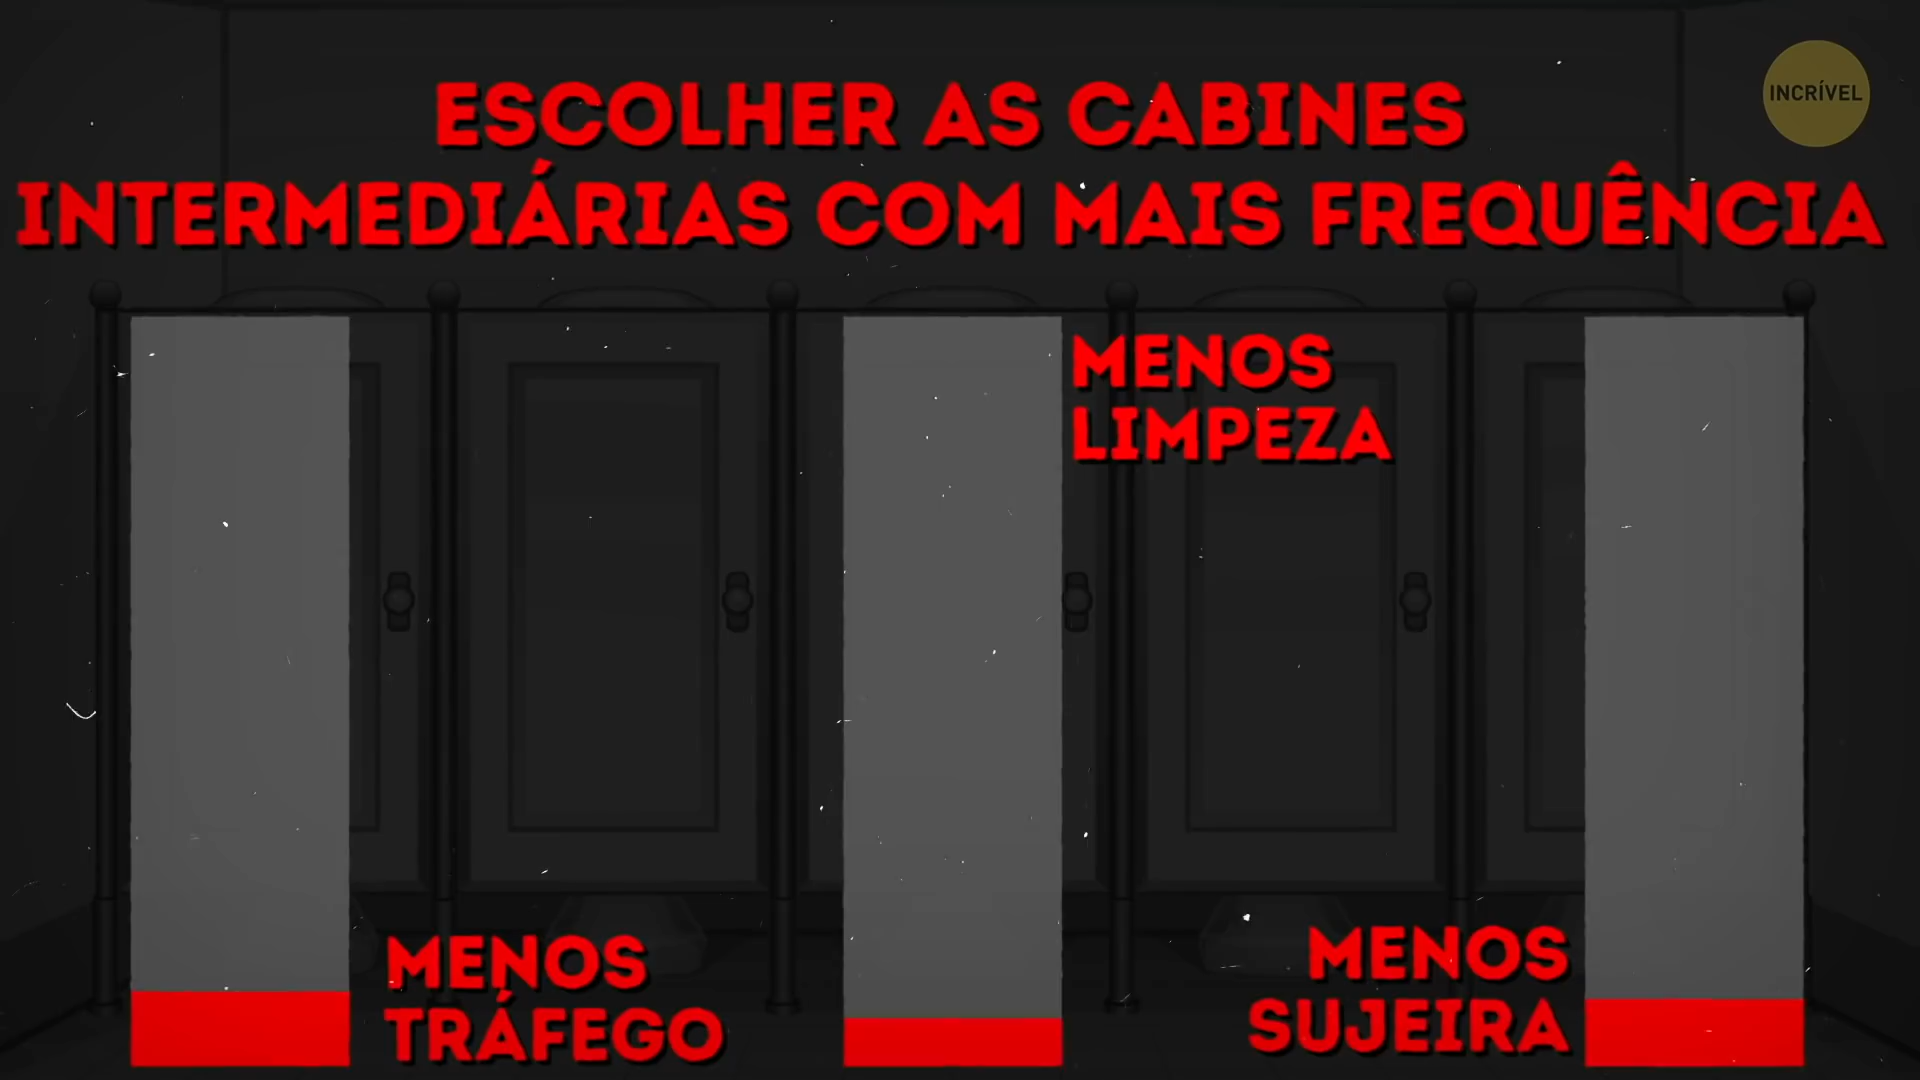 INCRÍVEL
ESCOLHER AS CABINES
INTERMEDIÁRIAS COM MAIS FREQUÊNCIA
MENOS
LIMPEZA
MENOS
TRÁFEGO
MENOS
SUJEIRA